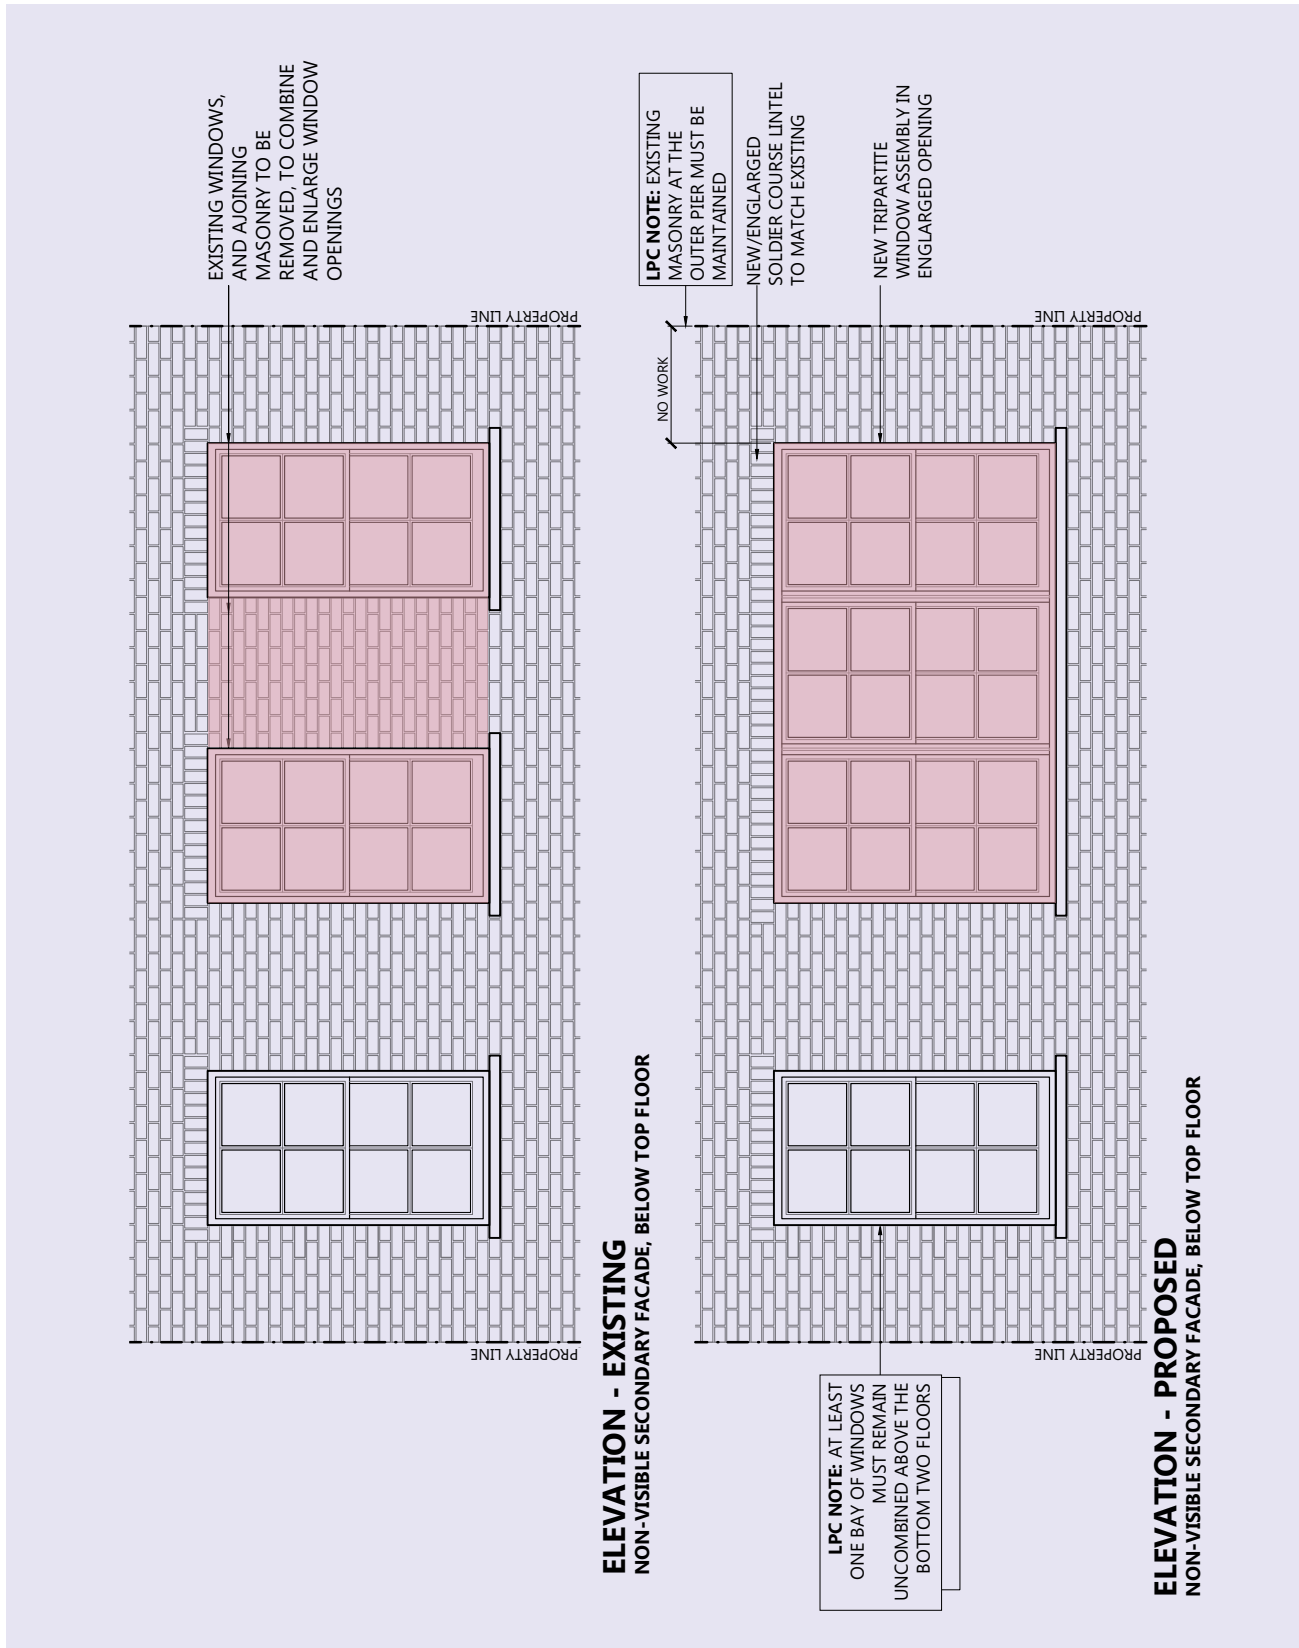 EXISTING WINDOWS,
AND AJOINING
MASONRY TO BE
REMOVED, TO COMBINE
AND ENLARGE WINDOW
OPENINGS
PROPERTY LINE
PROPERTY LINE
ELEVATION - EXISTING
NON-VISIBLE SECONDARY FACADE, BELOW TOP FLOOR
LPC NOTE: EXISTING
MASONRY AT THE
OUTER PIER MUST BE
MAINTAINED
NO WORK
NEW/ENGLARGED
SOLDIER COURSE LINTEL
TO MATCH EXISTING
NEW TRIPARTITE
WINDOW ASSEMBLY IN
ENGLARGED OPENING
PROPERTY LINE
PROPERTY LINE
LPC NOTE: AT LEAST
ONE BAY OF WINDOWS
MUST REMAIN
UNCOMBINED ABOVE THE
BOTTOM TWO FLOORS
ELEVATION - PROPOSED
NON-VISIBLE SECONDARY FACADE, BELOW TOP FLOOR